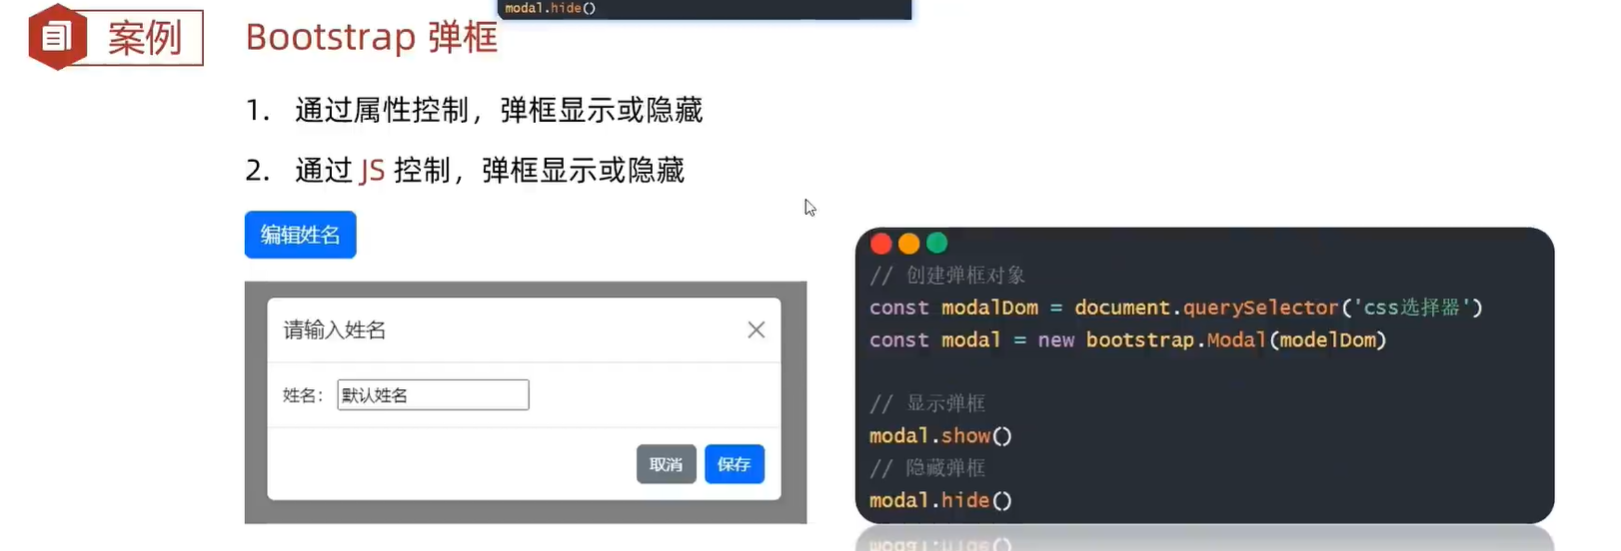 modal.hide()
案例
Bootstrap 弹框
1. 通过属性控制，弹框显示或隐藏
2. 通过 JS 控制，弹框显示或隐藏
编辑姓名
请输入姓名
姓名：
默认姓名
取消
保存
// 创建弹框对象
const modalDom = document.querySelector('css选择器')
const modal = new bootstrap.Modal(modelDom)
// 显示弹框
modal.show()
// 隐藏弹框
modal.hide()